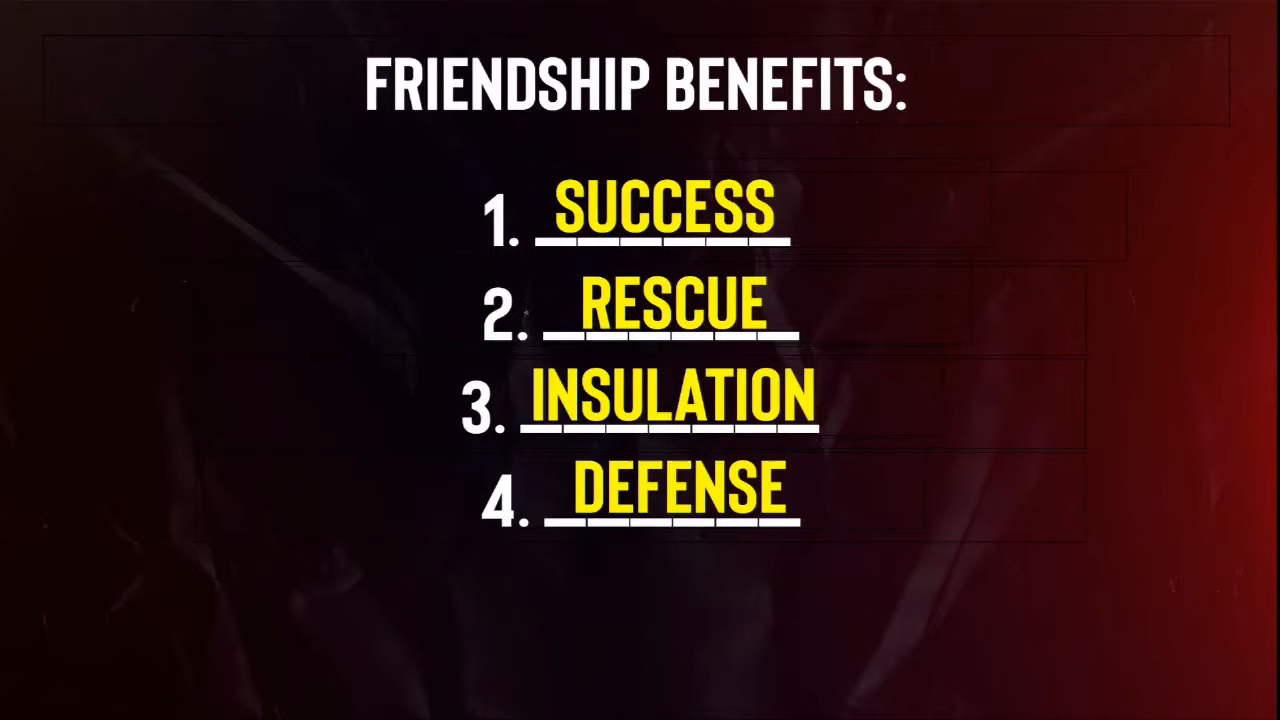 FRIENDSHIP BENEFITS:
1. SUCCESS
2. RESCUE
3. INSULATION
4. DEFENSE